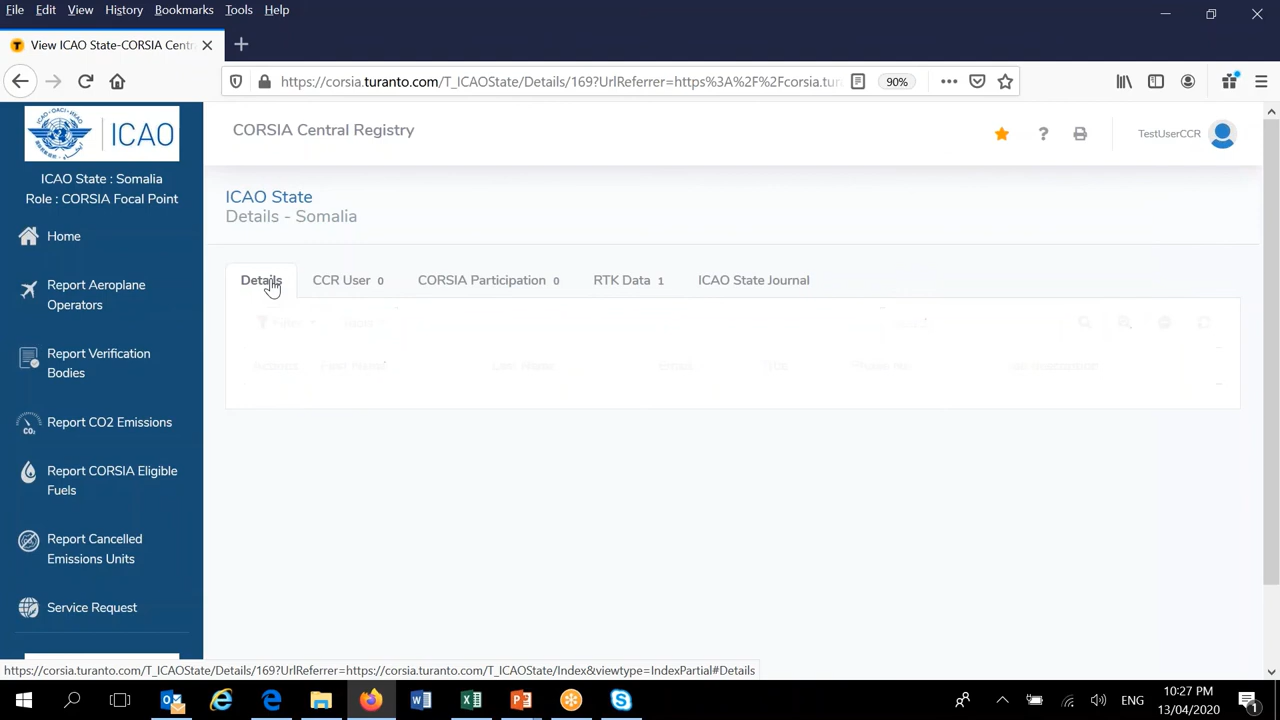 File Edit View History Bookmarks Tools Help
View ICAO State-CORSIA Centr
https://corsia.turanto.com/T_ICAOState/Details/169?UrlReferrer=https%3A%2F%2Fcorsia.tur 90%
ICAO
CORSIA Central Registry
? TestUserCCR
ICAO State : Somalia
Role : CORSIA Focal Point
Home
Report Aeroplane
Operators
Report Verification
Bodies
CO2
Report CO2 Emissions
Report CORSIA Eligible
Fuels
Report Cancelled
Emissions Units
Service Request
ICAO State
Details - Somalia
Details CCR User 0 CORSIA Participation 0 RTK Data 1 ICAO State Journal
https://corsia.turanto.com/T_ICAOState/Details/169?UrlReferrer=https://corsia.turanto.com/T_ICAOState/Index&viewtype=IndexPartial#Details
ENG
10:27 PM
13/04/2020
1